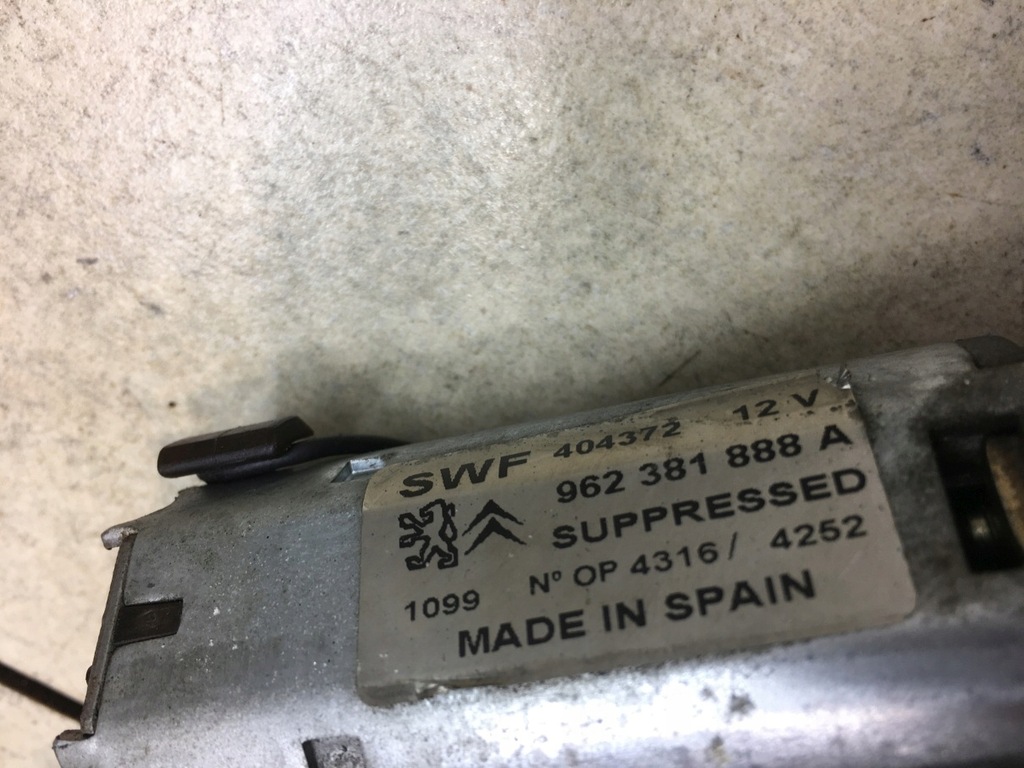 SWF 404372 12 V
962 381 888 A
SUPPRESSED
1099 Nº OP 4316 / 4252
MADE IN SPAIN